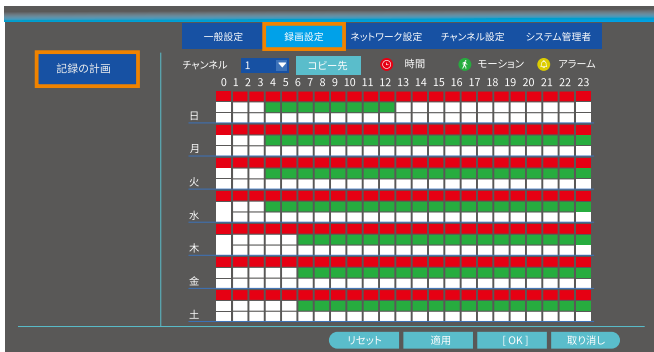 一般設定 録画設定 ネットワーク設定 チャンネル設定 システム管理者
記録の計画
チャンネル 1 コピー先 時間 モーション アラーム
0 1 2 3 4 5 6 7 8 9 10 11 12 13 14 15 16 17 18 19 20 21 22 23
日
月
火
水
木
金
土
リセット 適用 [ OK ] 取り消し